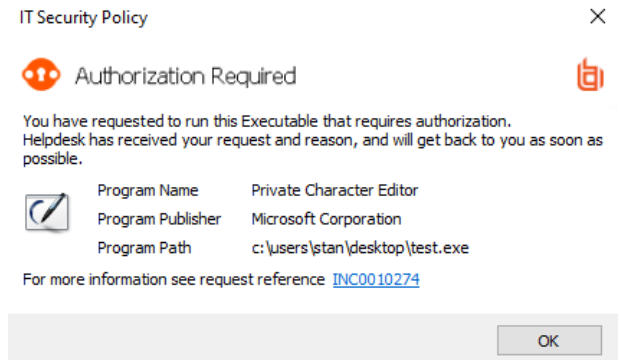 IT Security Policy
Authorization Required
You have requested to run this Executable that requires authorization.
Helpdesk has received your request and reason, and will get back to you as soon as
possible.
Program Name Private Character Editor
Program Publisher Microsoft Corporation
Program Path c:\users\stan\desktop\test.exe
For more information see request reference INC0010274
OK